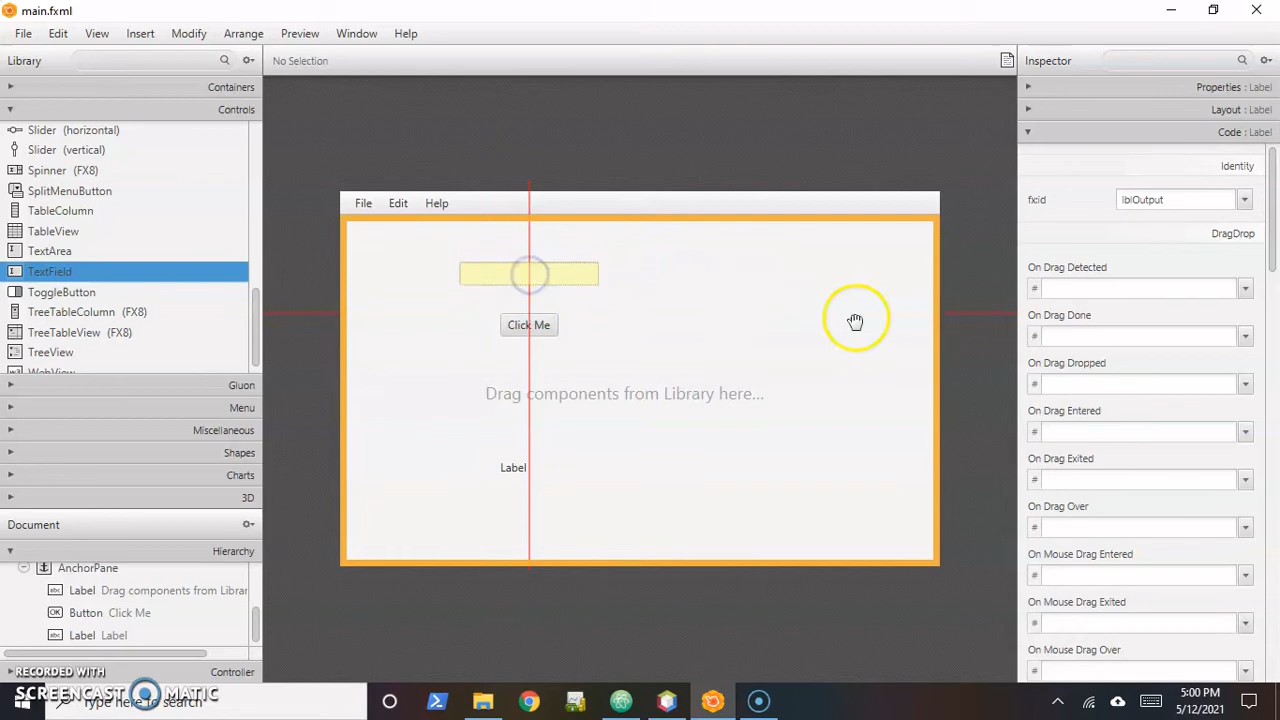 main.fxml
File Edit View Insert Modify Arrange Preview Window Help
Library
No Selection
Inspector
Containers
Controls
Slider (horizontal)
Slider (vertical)
Spinner (FX8)
SplitMenuButton
TableColumn
TableView
TextArea
TextField
ToggleButton
TreeTableColumn (FX8)
TreeTableView (FX8)
TreeView
WebView
Gluon
Menu
Miscellaneous
Shapes
Charts
3D
Document
Hierarchy
AnchorPane
Label Drag components from Librar
OK Button Click Me
Label Label
Controller
File Edit Help
Click Me
Drag components from Library here...
Label
Properties : Label
Layout : Label
Code : Label
Identity
fx:id lblOutput
DragDrop
On Drag Detected
#
On Drag Done
#
On Drag Dropped
#
On Drag Entered
#
On Drag Exited
#
On Drag Over
#
On Mouse Drag Entered
#
On Mouse Drag Exited
#
On Mouse Drag Over
#
RECORDED WITH
SCREENCAST MATIC
Type here to search
5:00 PM
5/12/2021